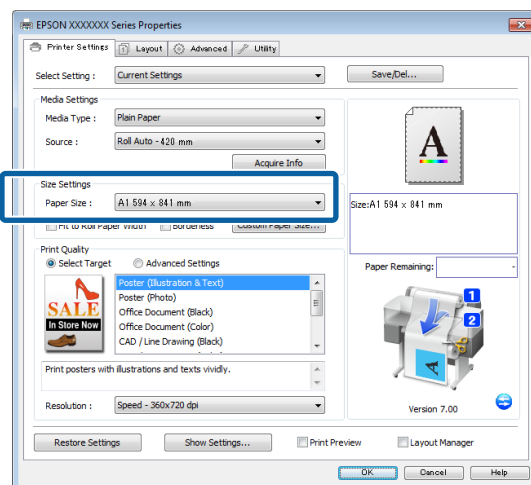 EPSON XXXXXXX Series Properties
Printer Settings Layout Advanced Utility
Select Setting : Current Settings Save/Del...
Media Settings
Media Type : Plain Paper
Source : Roll Auto - 420 mm
Acquire Info
A
Size Settings
Paper Size : A1 594 x 841 mm
Size:A1 594 x 841 mm
Fit to Roll Paper Width Borderless Custom Paper Size...
Print Quality
Select Target Advanced Settings
Paper Remaining:
SALE
In Store Now
Poster (Illustration & Text)
Poster (Photo)
Office Document (Black)
Office Document (Color)
CAD / Line Drawing (Black)
1
2
A
Print posters with illustrations and texts vividly.
Resolution : Speed - 360x720 dpi
Version 7.00
Restore Settings Show Settings... Print Preview Layout Manager
OK Cancel Help